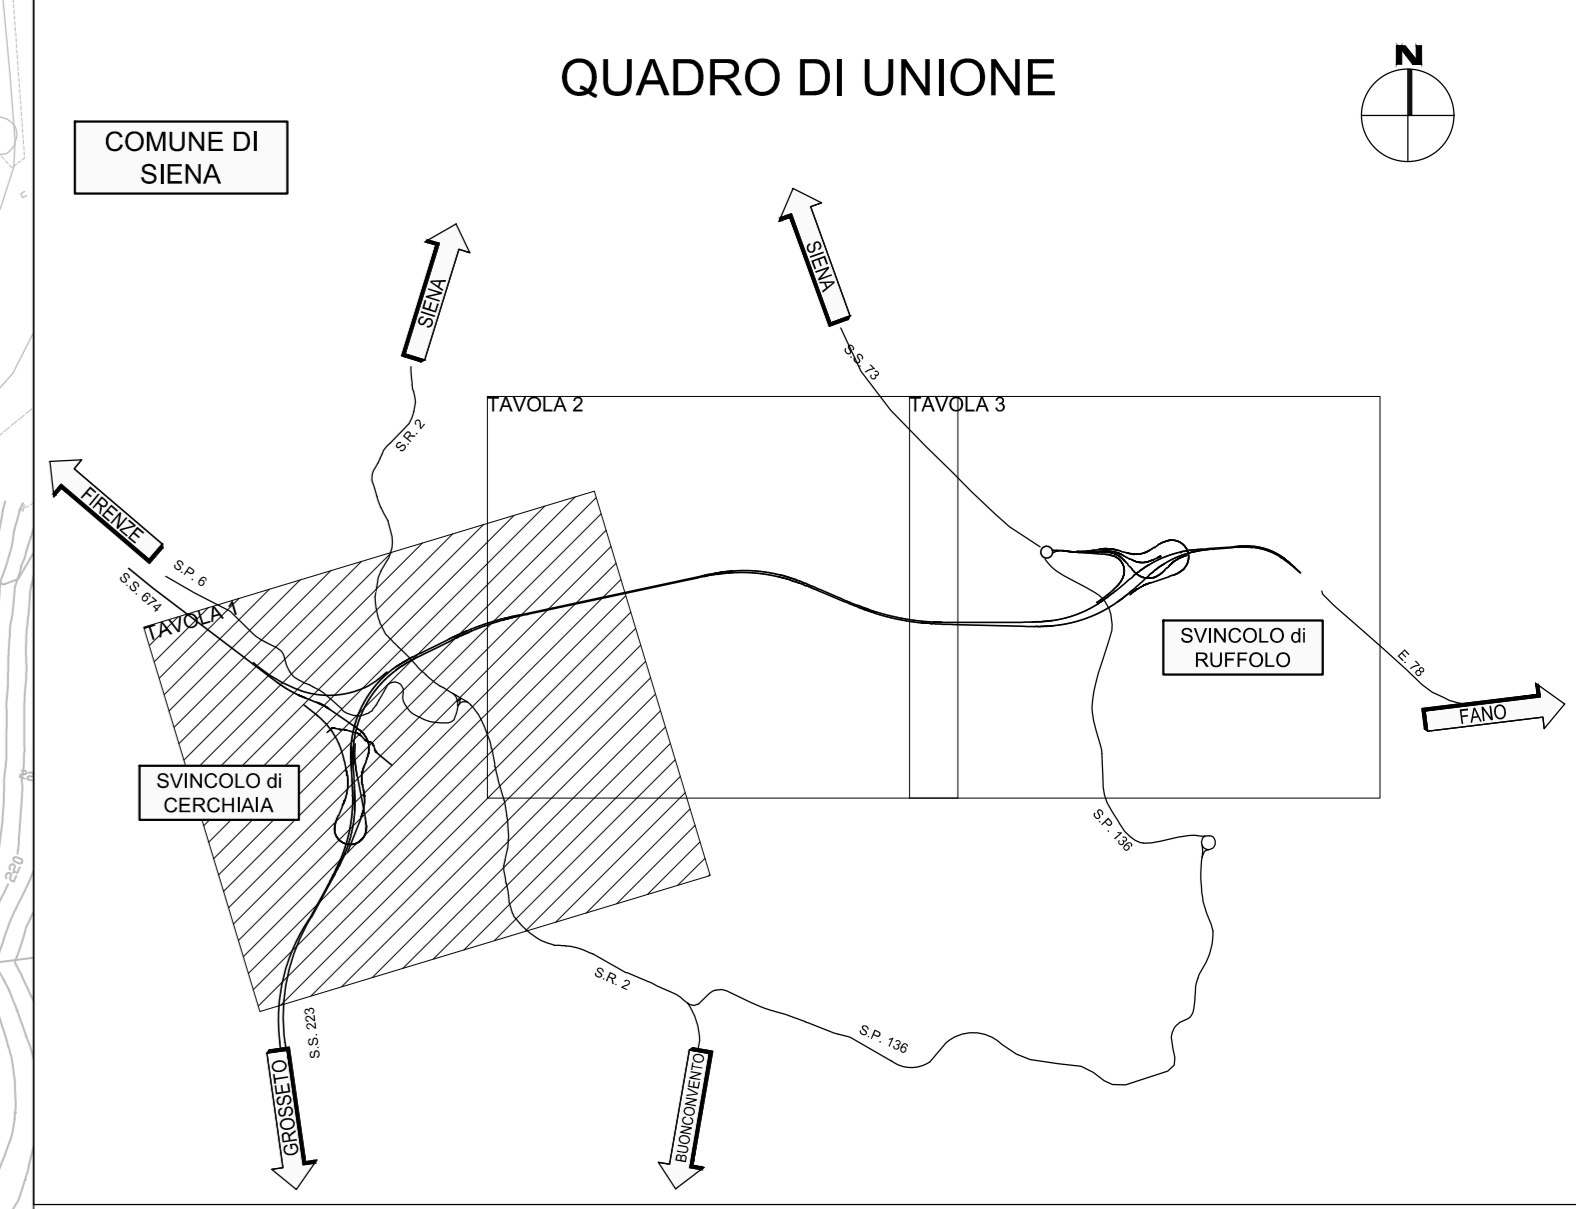 QUADRO DI UNIONE
N
COMUNE DI
SIENA
SIENA
SIENA
S.S. 73
S.R. 2
TAVOLA 2
TAVOLA 3
FIRENZE
S.P. 6
S.S. 674
TAVOLA 1
SVINCOLO di
RUFFOLO
E. 78
FANO
SVINCOLO di
CERCHIAIA
S.P. 136
220
S.R. 2
S.S. 223
S.P. 136
GROSSETO
BUONCONVENTO